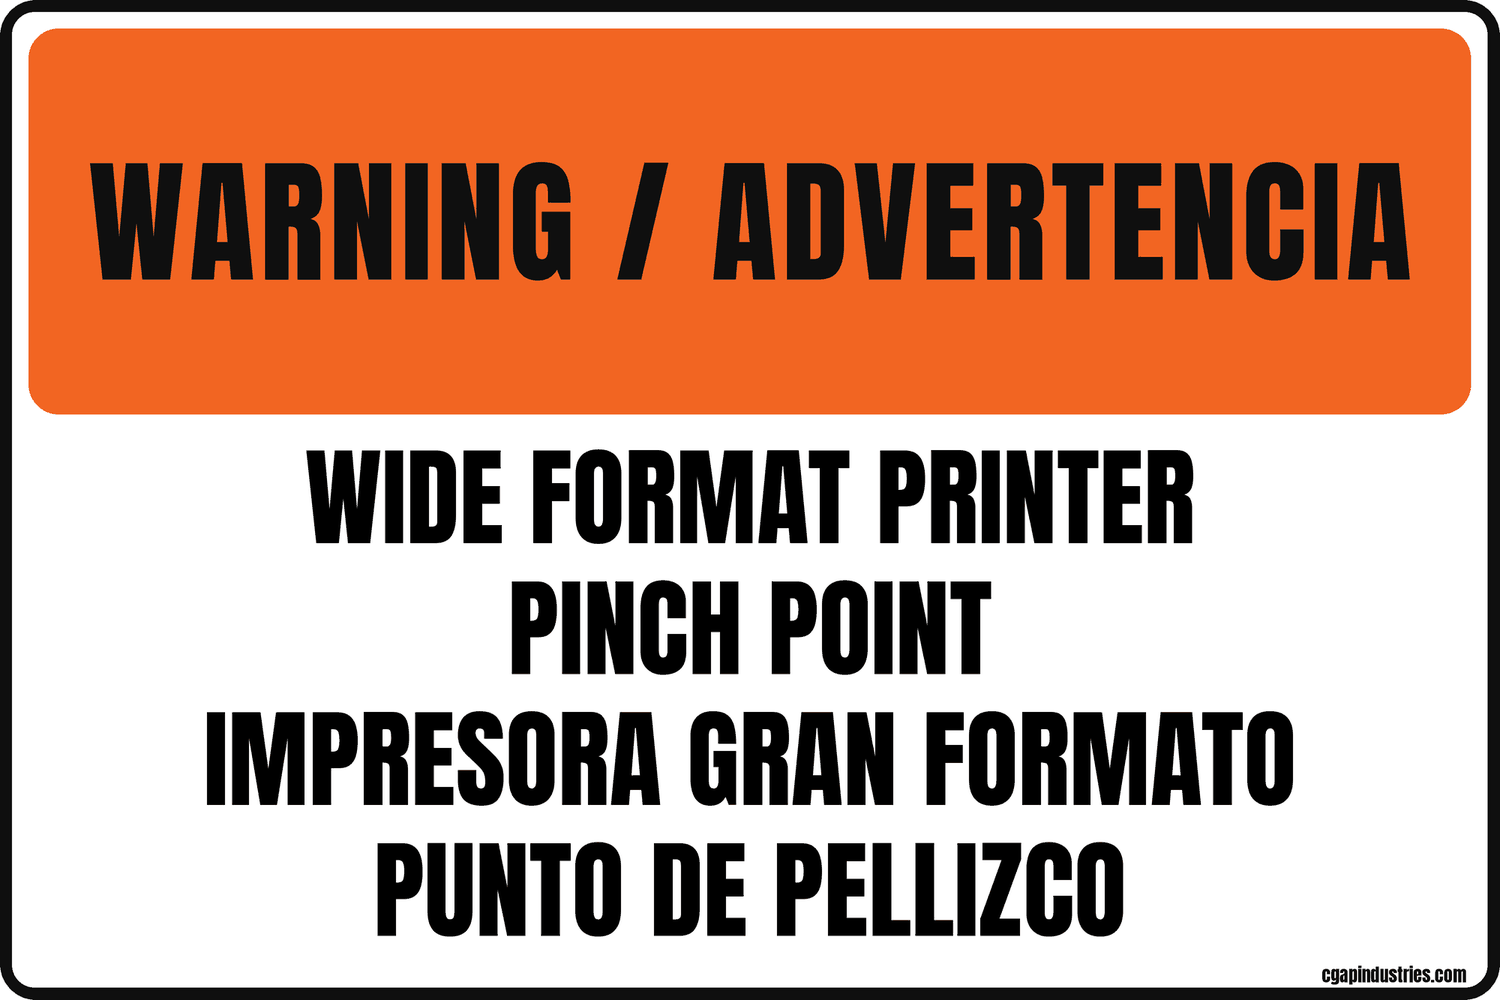 WARNING / ADVERTENCIA
WIDE FORMAT PRINTER
PINCH POINT
IMPRESORA GRAN FORMATO
PUNTO DE PELLIZCO
cgapindustries.com